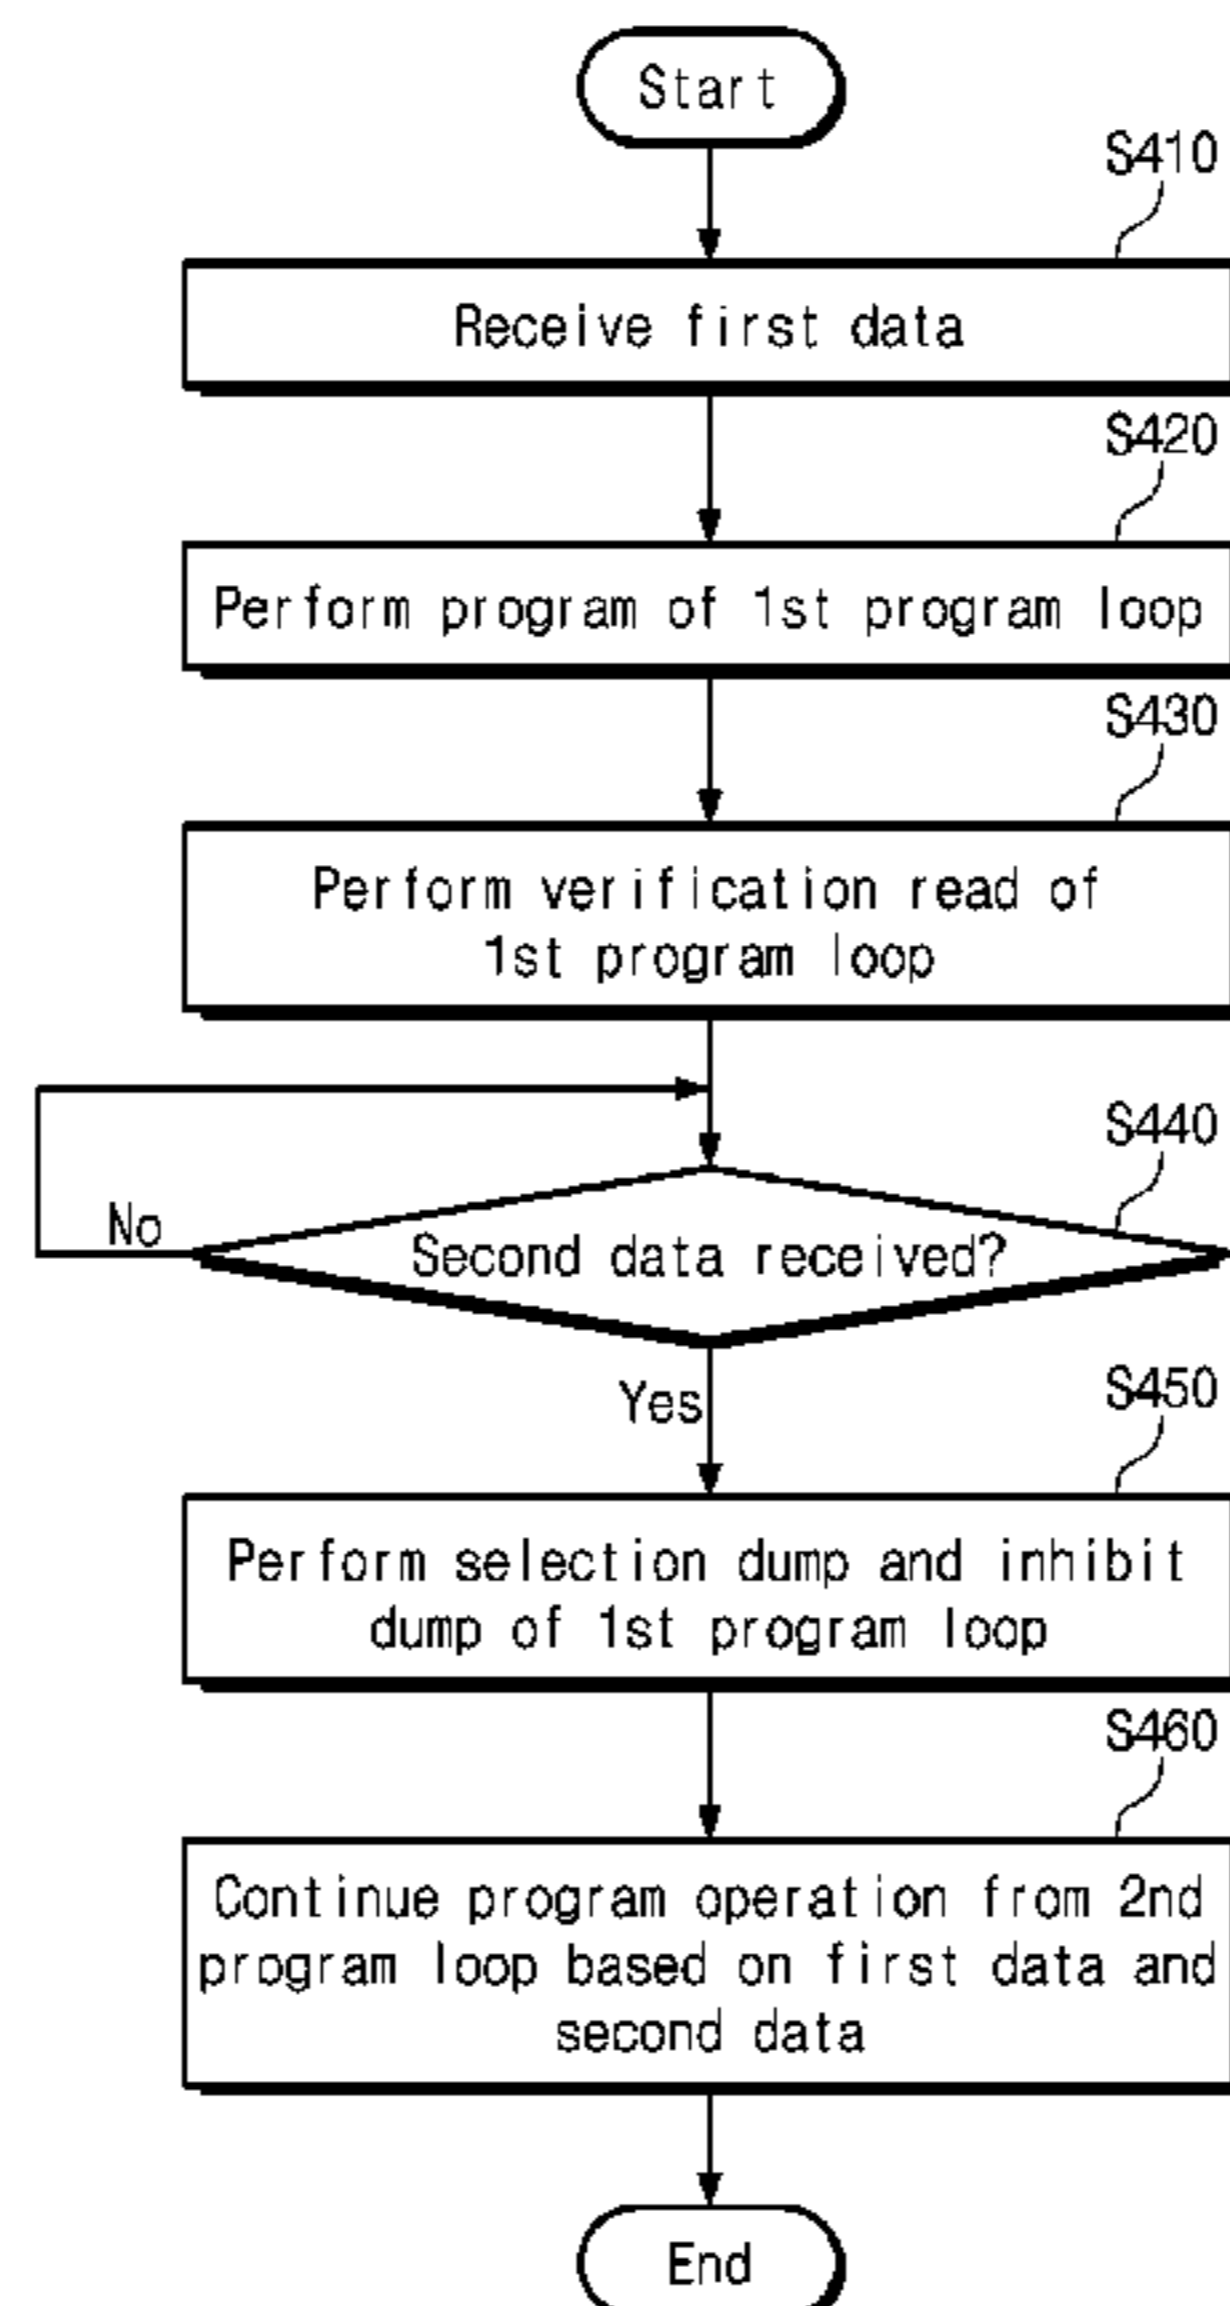 Start
S410
Receive first data
S420
Perform program of 1st program loop
S430
Perform verification read of
1st program loop
S440
Second data received?
No
Yes
S450
Perform selection dump and inhibit
dump of 1st program loop
S460
Continue program operation from 2nd
program loop based on first data and
second data
End